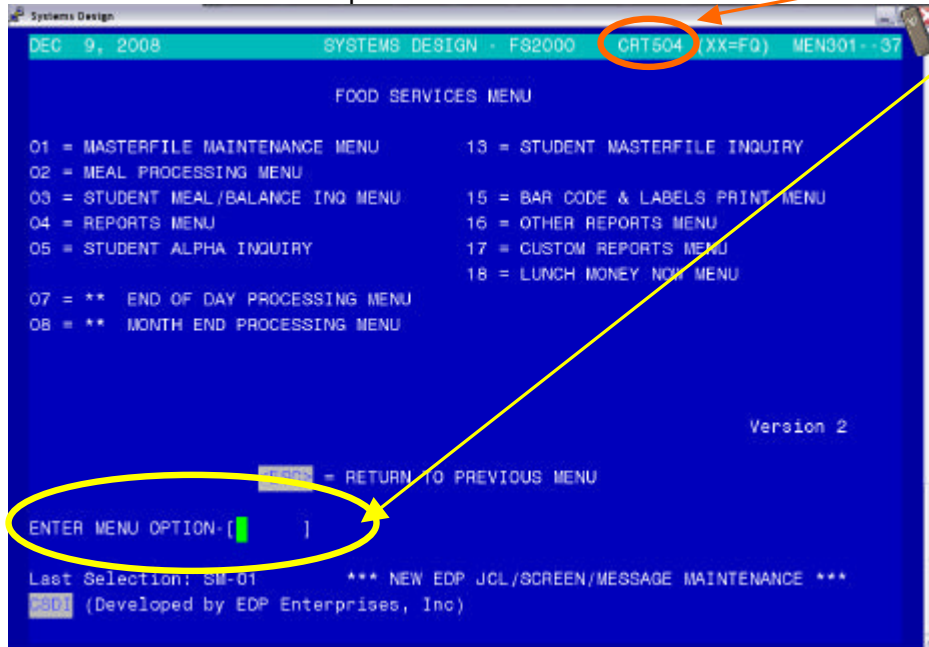 Systems Design
DEC 9, 2008 SYSTEMS DESIGN - FS2000 CRT504 (XX=FQ) MEN301--37
FOOD SERVICES MENU
01 = MASTERFILE MAINTENANCE MENU 13 = STUDENT MASTERFILE INQUIRY
02 = MEAL PROCESSING MENU
03 = STUDENT MEAL/BALANCE INQ MENU 15 = BAR CODE & LABELS PRINT MENU
04 = REPORTS MENU 16 = OTHER REPORTS MENU
05 = STUDENT ALPHA INQUIRY 17 = CUSTOM REPORTS MENU
18 = LUNCH MONEY NOW MENU
07 = ** END OF DAY PROCESSING MENU
08 = ** MONTH END PROCESSING MENU
Version 2
= RETURN TO PREVIOUS MENU
ENTER MENU OPTION-[ ]
Last Selection: SM-01 *** NEW EDP JCL/SCREEN/MESSAGE MAINTENANCE ***
CSDI (Developed by EDP Enterprises, Inc)